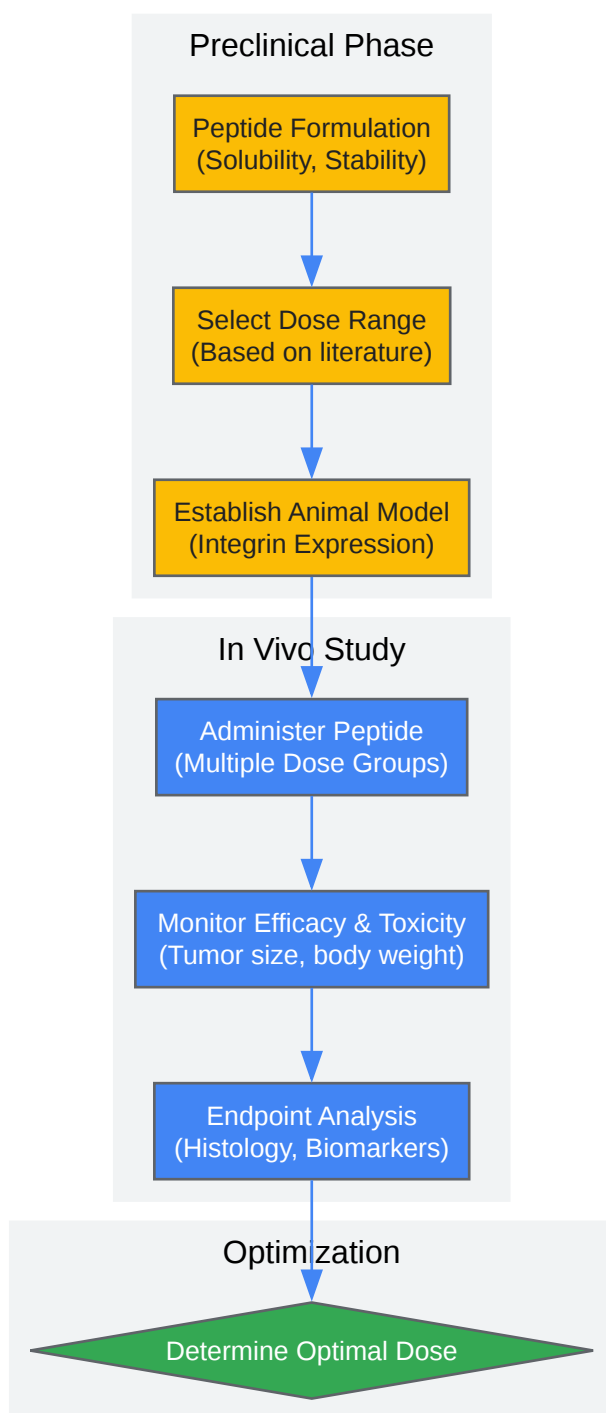 Preclinical Phase
Peptide Formulation
(Solubility, Stability)
Select Dose Range
(Based on literature)
Establish Animal Model
(Integrin Expression)
In Vivo Study
Administer Peptide
(Multiple Dose Groups)
Monitor Efficacy & Toxicity
(Tumor size, body weight)
Endpoint Analysis
(Histology, Biomarkers)
Optimization
Determine Optimal Dose